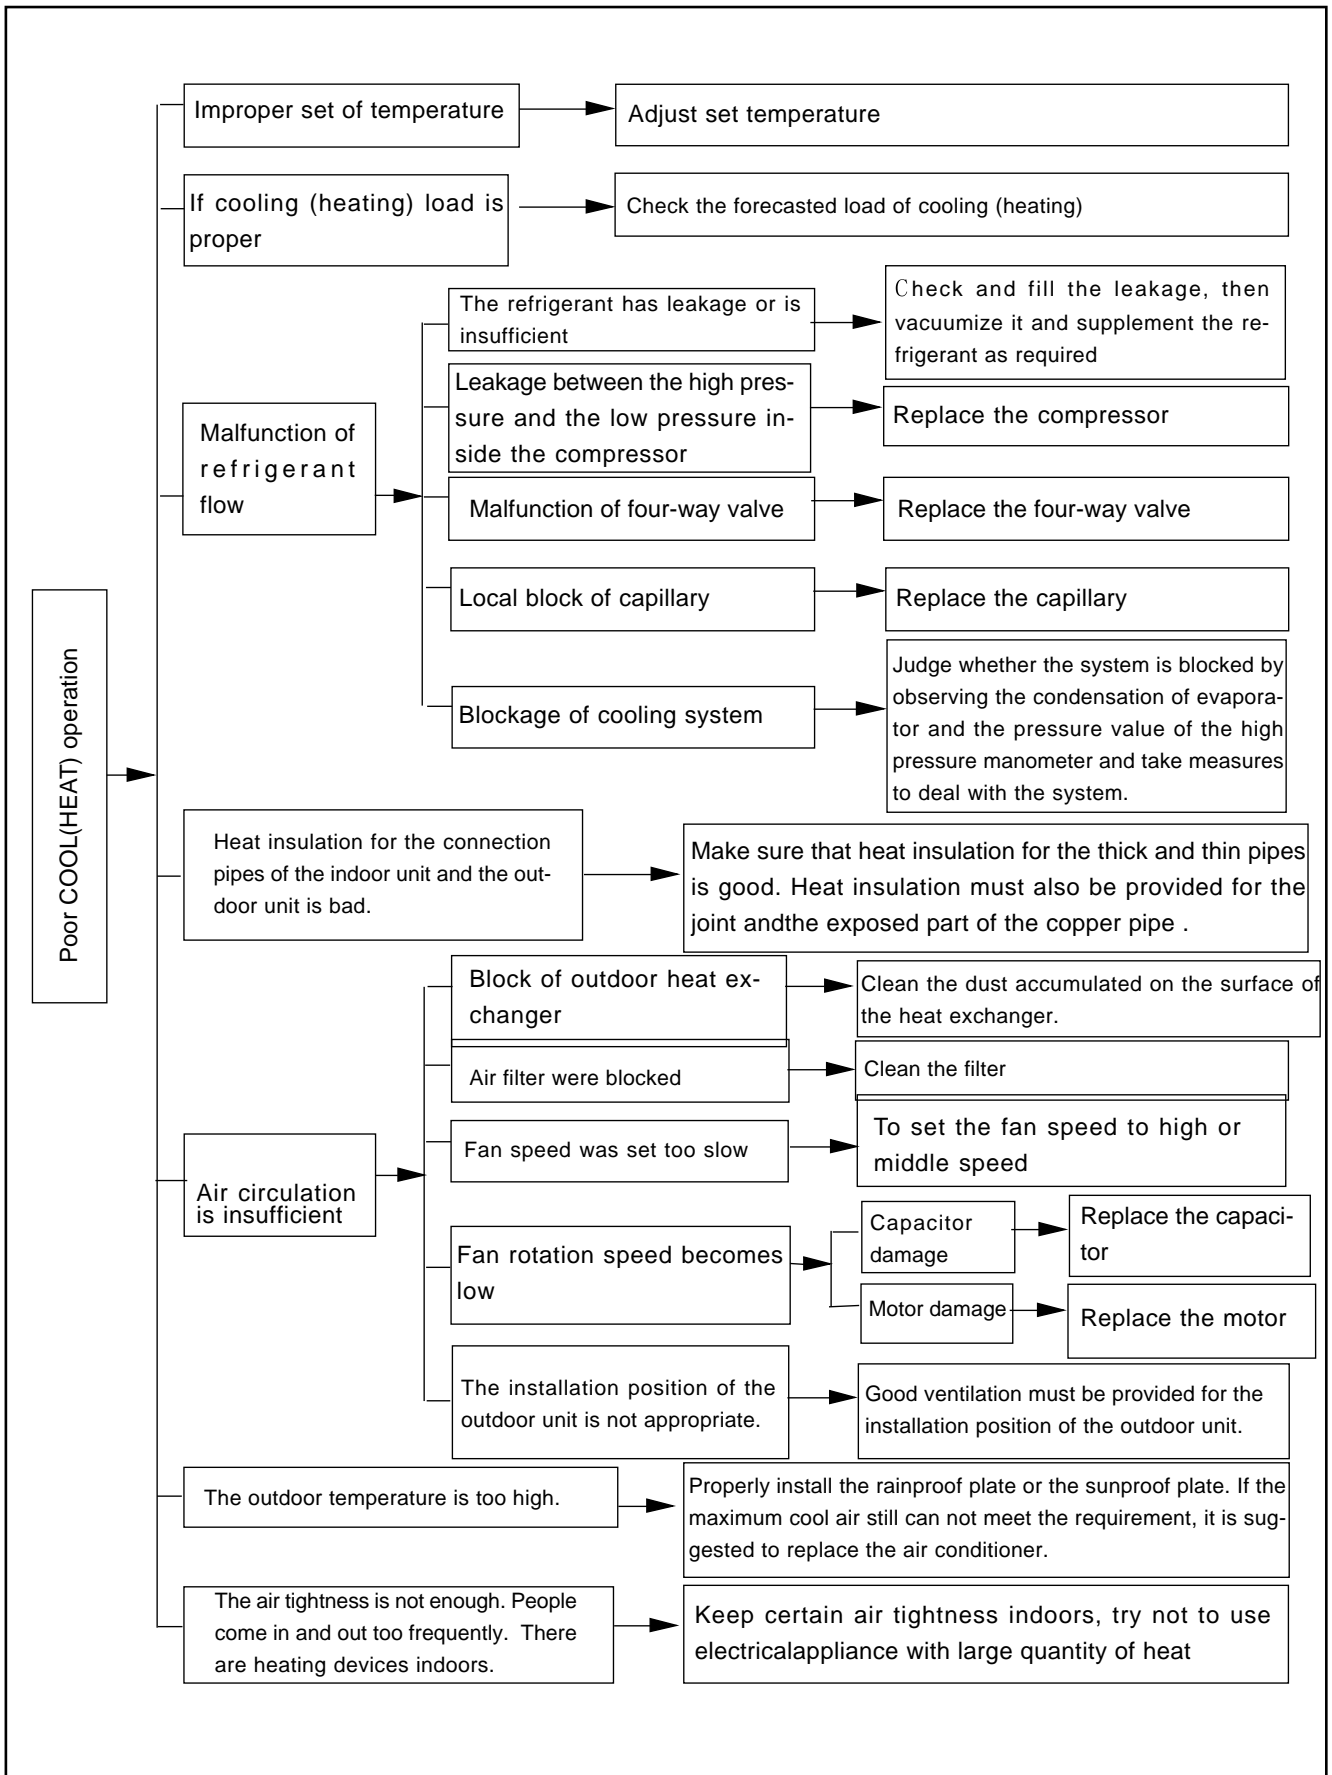 Improper set of temperature
Adjust set temperature
If cooling (heating) load is
proper
Check the forecasted load of cooling (heating)
Malfunction of
refrigerant
flow
The refrigerant has leakage or is
insufficient
Check and fill the leakage, then
vacuumize it and supplement the re-
frigerant as required
Leakage between the high pres-
sure and the low pressure in-
side the compressor
Replace the compressor
Malfunction of four-way valve
Replace the four-way valve
Local block of capillary
Replace the capillary
Blockage of cooling system
Judge whether the system is blocked by
observing the condensation of evapora-
tor and the pressure value of the high
pressure manometer and take measures
to deal with the system.
Poor COOL(HEAT) operation
Heat insulation for the connection
pipes of the indoor unit and the out-
door unit is bad.
Make sure that heat insulation for the thick and thin pipes
is good. Heat insulation must also be provided for the
joint andthe exposed part of the copper pipe .
Air circulation
is insufficient
Block of outdoor heat ex-
changer
Clean the dust accumulated on the surface of
the heat exchanger.
Air filter were blocked
Clean the filter
Fan speed was set too slow
To set the fan speed to high or
middle speed
Fan rotation speed becomes
low
Capacitor
damage
Replace the capaci-
tor
Motor damage
Replace the motor
The installation position of the
outdoor unit is not appropriate.
Good ventilation must be provided for the
installation position of the outdoor unit.
The outdoor temperature is too high.
Properly install the rainproof plate or the sunproof plate. If the
maximum cool air still can not meet the requirement, it is sug-
gested to replace the air conditioner.
The air tightness is not enough. People
come in and out too frequently. There
are heating devices indoors.
Keep certain air tightness indoors, try not to use
electricalappliance with large quantity of heat